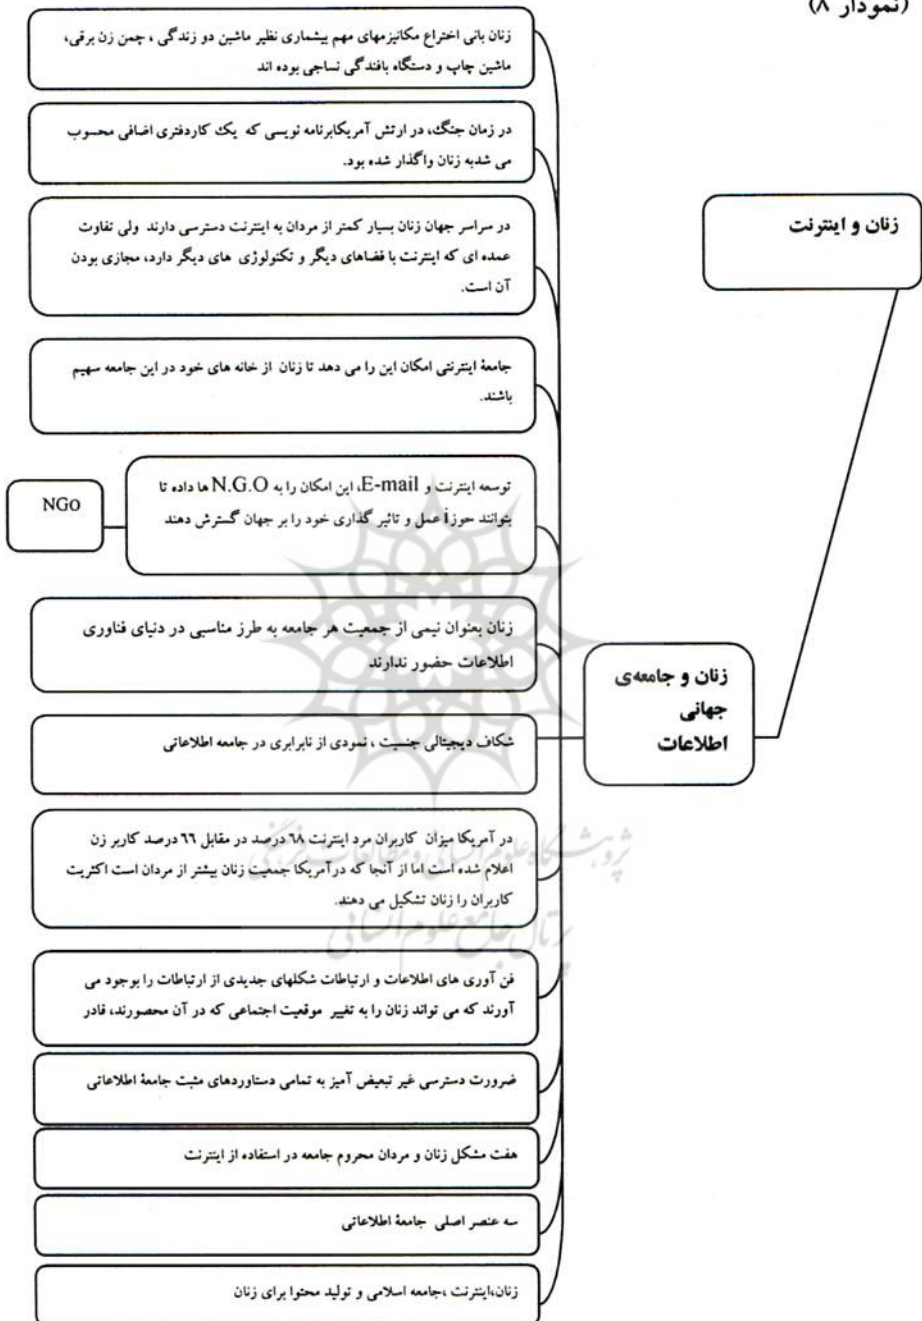 (نمودار ۸)
زنان و اینترنت
زنان و جامعه‌ی
جهانی
اطلاعات
زنان بانی اختراع مکانیزمهای مهم بیشماری نظیر ماشین دو زندگی ، چمن زن برقی،
ماشین چاپ و دستگاه بافندگی نساجی بوده اند
در زمان جنگ، در ارتش آمریکابرنامه نویسی که یک کاردفتری اضافی محسوب
می شدبه زنان واگذار شده بود.
در سراسر جهان زنان بسیار کمتر از مردان به اینترنت دسترسی دارند ولی تفاوت
عمده ای که اینترنت با فضاهای دیگر و تکنولوژی های دیگر دارد، مجازی بودن
آن است.
جامعهٔ اینترنتی امکان این را می دهد تا زنان از خانه های خود در این جامعه سهیم
باشند.
توسعه اینترنت و E-mail، این امکان را به N.G.O ها داده تا
بتوانند حوزأ عمل و تاثیر گذاری خود را بر جهان گسترش دهند
NGO
زنان بعنوان نیمی از جمعیت هر جامعه به طرز مناسبی در دنیای فناوری
اطلاعات حضور ندارند
شکاف دیجیتالی جنسیت ، نمودی از نابرابری در جامعه اطلاعاتی
در آمریکا میزان کاربران مرد اینترنت ۶۸ درصد در مقابل ۶۶ درصد کاربر زن
اعلام شده است اما از آنجا که درآمریکا جمعیت زنان بیشتر از مردان است اکثریت
کاربران را زنان تشکیل می دهند.
پژوهشگاه علوم انسانی و مطالعات فرهنگی
پرتال جامع علوم انسانی
فن آوری های اطلاعات و ارتباطات شکلهای جدیدی از ارتباطات را بوجود می
آورند که می تواند زنان را به تغییر موقعیت اجتماعی که در آن محصورند، قادر
ضرورت دسترسی غیر تبعیض آمیز به تمامی دستاوردهای مثبت جامعهٔ اطلاعاتی
هفت مشکل زنان و مردان محروم جامعه در استفاده از اینترنت
سه عنصر اصلی جامعهٔ اطلاعاتی
زنان،اینترنت ،جامعه اسلامی و تولید محتوا برای زنان